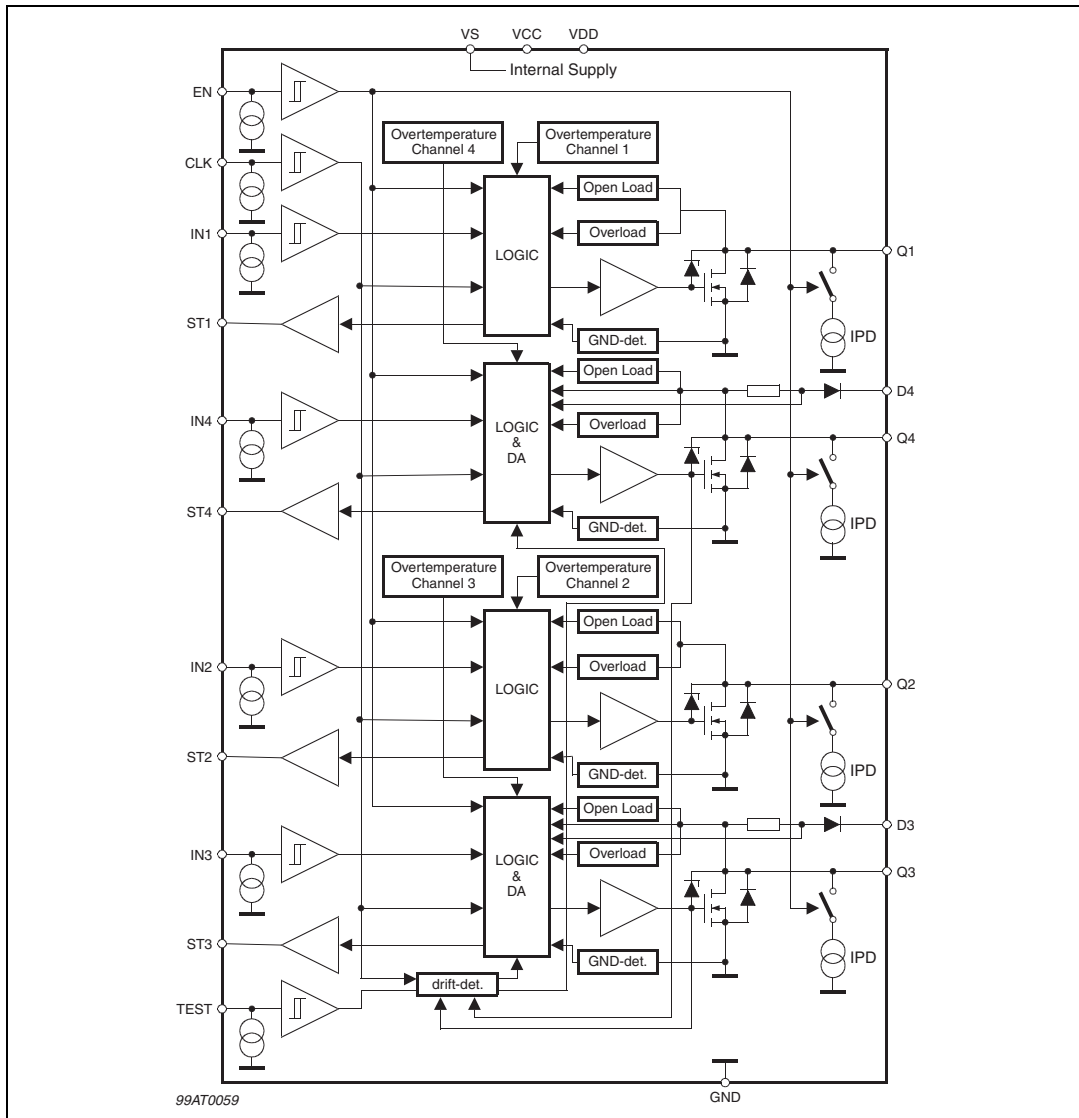 VS VCC VDD
Internal Supply
EN
Overtemperature
Channel 4
Overtemperature
Channel 1
CLK
Open Load
IN1
Overload
LOGIC
Q1
ST1
GND-det.
IPD
Open Load
D4
IN4
Overload
LOGIC
&
DA
Q4
ST4
GND-det.
IPD
Overtemperature
Channel 3
Overtemperature
Channel 2
Open Load
IN2
Overload
LOGIC
Q2
ST2
GND-det.
IPD
Open Load
D3
IN3
Overload
LOGIC
&
DA
Q3
ST3
GND-det.
IPD
drift-det.
TEST
99AT0059
GND